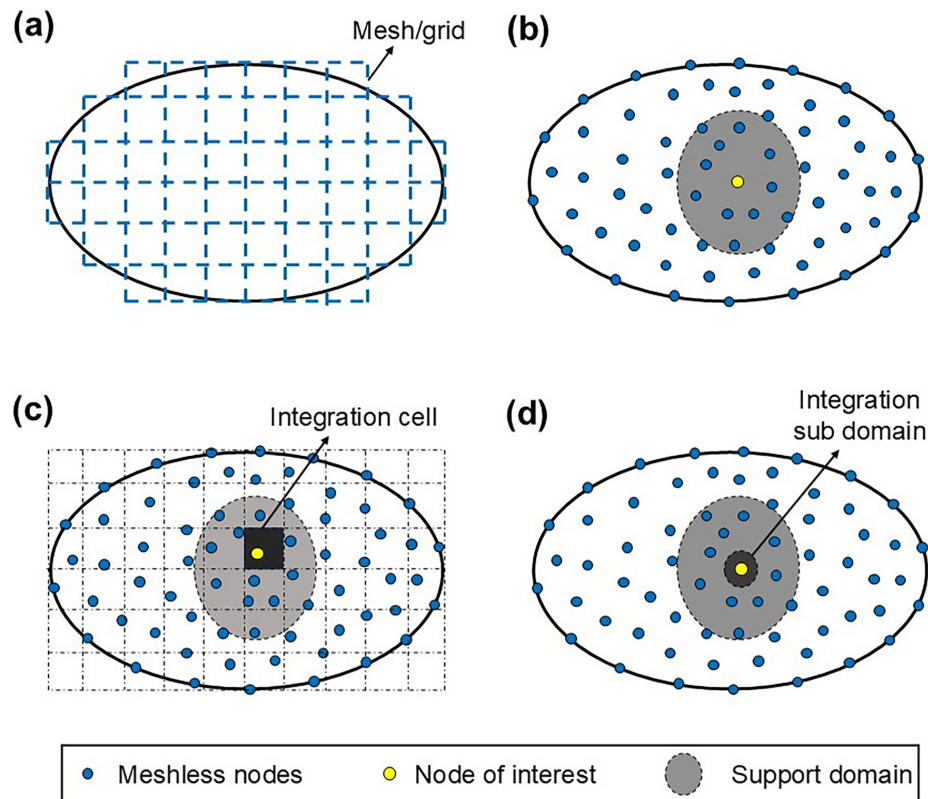 (a)
Mesh/grid
(b)
(c)
Integration cell
(d)
Integration
sub domain
Meshless nodes
Node of interest
Support domain